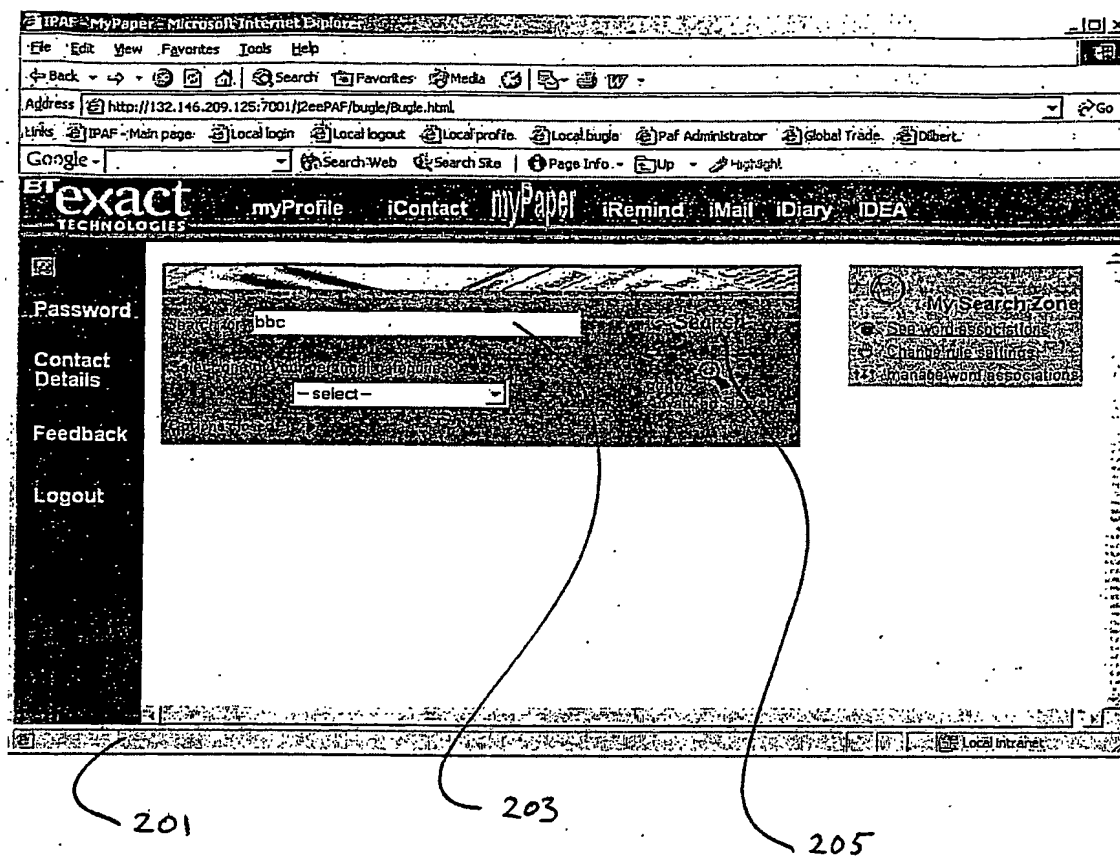 IPAF - MyPaper - Microsoft Internet Explorer
File Edit View Favorites Tools Help
Back Search Favorites Media
Address http://132.146.209.125:7001/j2eePAF/bugle/Bugle.html Go
Links IPAF - Main page Local login Local logout Local profile Local bugle Paf Administrator Global Trade Dilbert
Google Search Web Search Site Page Info Up Highlight
BTexact
TECHNOLOGIES
myProfile iContact myPaper iRemind iMail iDiary IDEA
Password
Contact
Details
Feedback
Logout
Search for: bbc
Search
- select -
My Search Zone
See word associations
Change rule settings
manage word associations
Local intranet
201
203
205